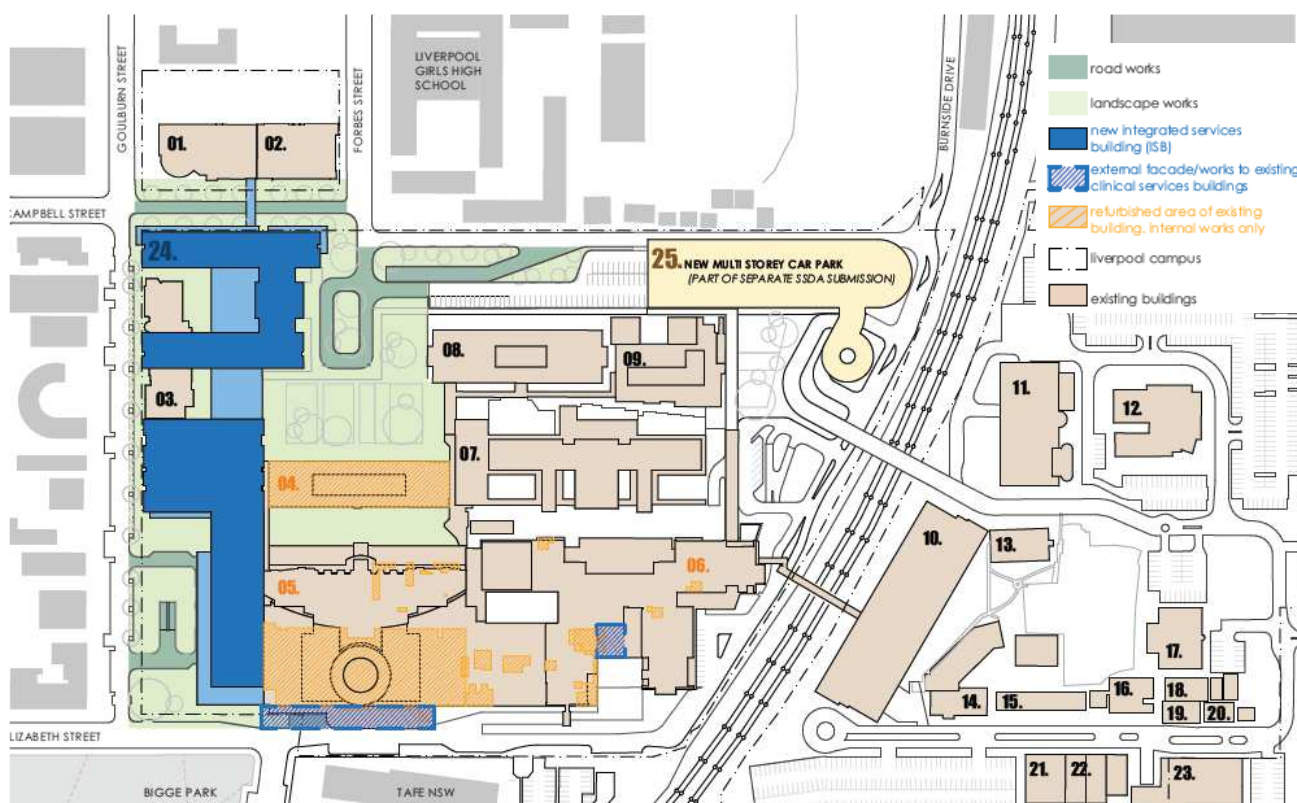 GOULBURN STREET
FORBES STREET
LIVERPOOL
GIRLS HIGH
SCHOOL
BURNSIDE DRIVE
road works
landscape works
new integrated services
building (ISB)
external facade/works to existing
clinical services buildings
refurbished area of existing
building. Internal works only
liverpool campus
existing buildings
01.
02.
CAMPBELL STREET
24.
25. NEW MULTI STOREY CAR PARK
(PART OF SEPARATE SSDA SUBMISSION)
08.
09.
03.
11.
12.
07.
04.
10.
13.
05.
06.
17.
14.
15.
16.
18.
19.
20.
LIZABETH STREET
21.
22.
23.
BIGGE PARK
TAFE NSW